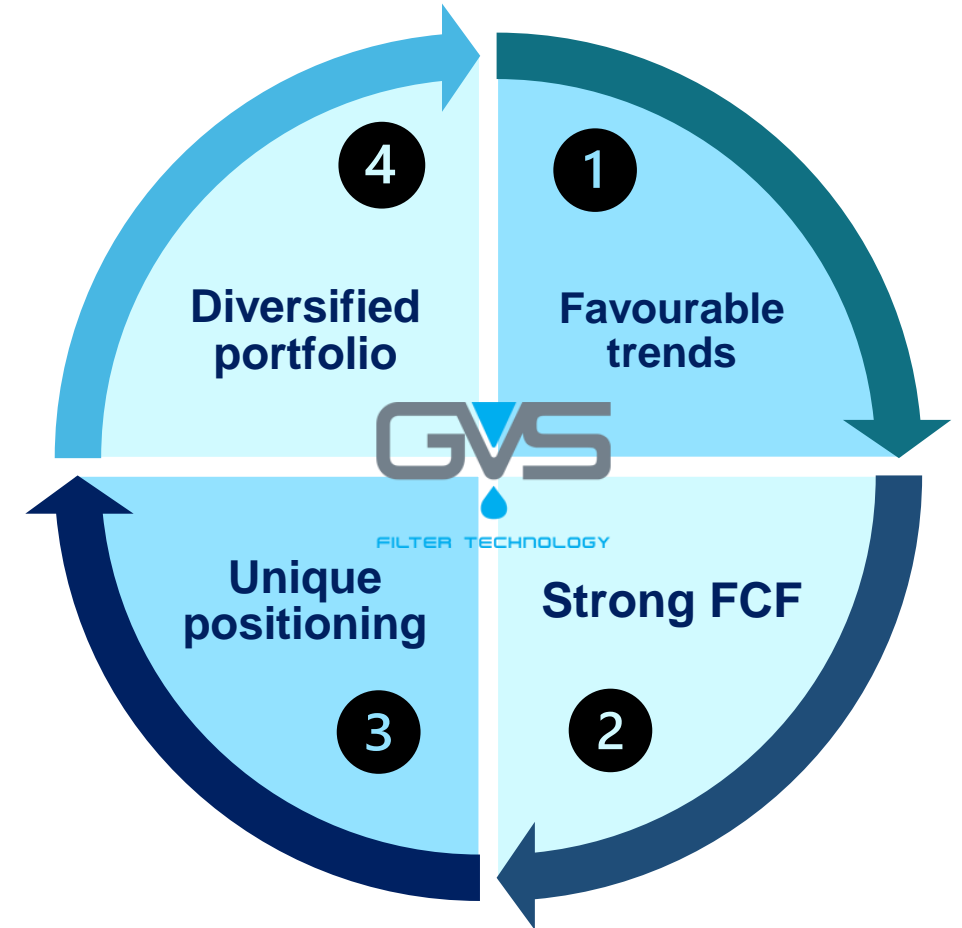 4
1
Diversified
portfolio
Favourable
trends
GVS
FILTER TECHNOLOGY
Unique
positioning
Strong FCF
3
2